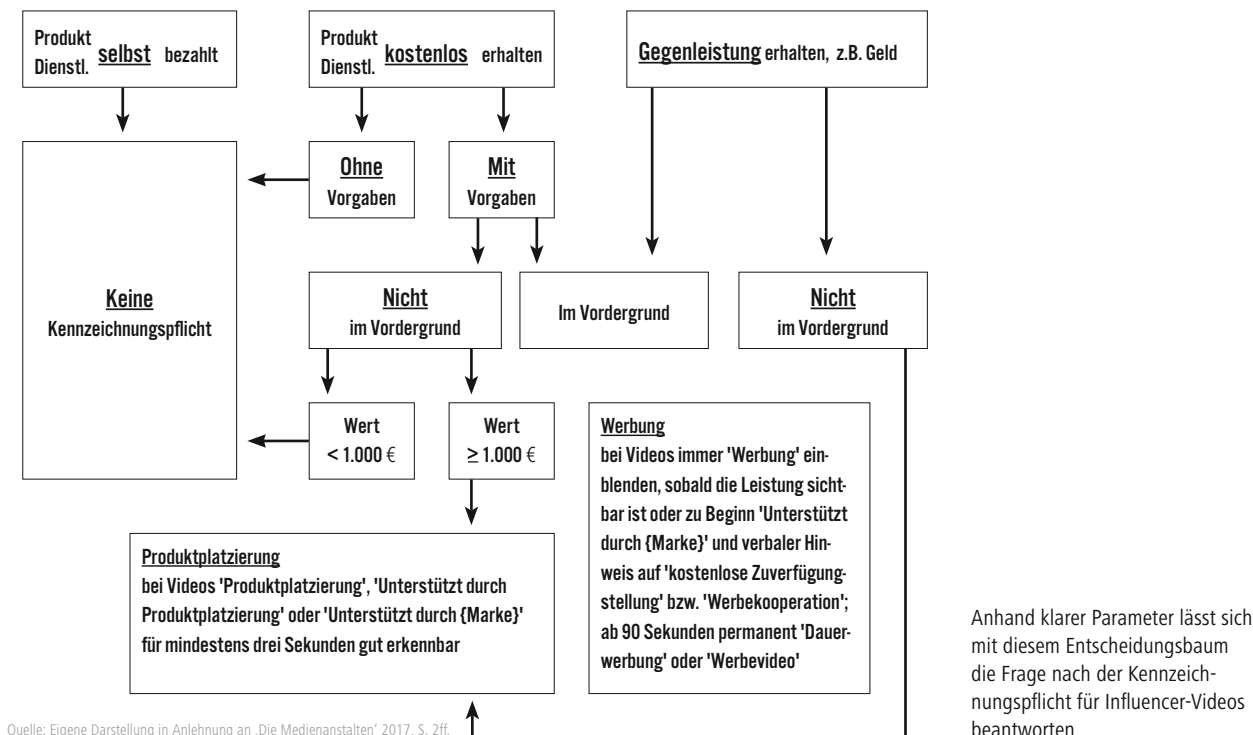 Produkt
Dienstl. selbst bezahlt
Produkt
Dienstl. kostenlos erhalten
Gegenleistung erhalten, z.B. Geld
Ohne
Vorgaben
Mit
Vorgaben
Keine
Kennzeichnungspflicht
Nicht
im Vordergrund
Im Vordergrund
Nicht
im Vordergrund
Wert
< 1.000 €
Wert
≥ 1.000 €
Werbung
bei Videos immer 'Werbung' ein-
blenden, sobald die Leistung sicht-
bar ist oder zu Beginn 'Unterstützt
durch {Marke}' und verbaler Hin-
weis auf 'kostenlose Zuverfügung-
stellung' bzw. 'Werbekooperation';
ab 90 Sekunden permanent 'Dauer-
werbung' oder 'Werbevideo'
Produktplatzierung
bei Videos 'Produktplatzierung', 'Unterstützt durch
Produktplatzierung' oder 'Unterstützt durch {Marke}'
für mindestens drei Sekunden gut erkennbar
Anhand klarer Parameter lässt sich
mit diesem Entscheidungsbaum
die Frage nach der Kennzeich-
nungspflicht für Influencer-Videos
beantworten
Quelle: Eigene Darstellung in Anlehnung an ‚Die Medienanstalten' 2017, S. 2ff.